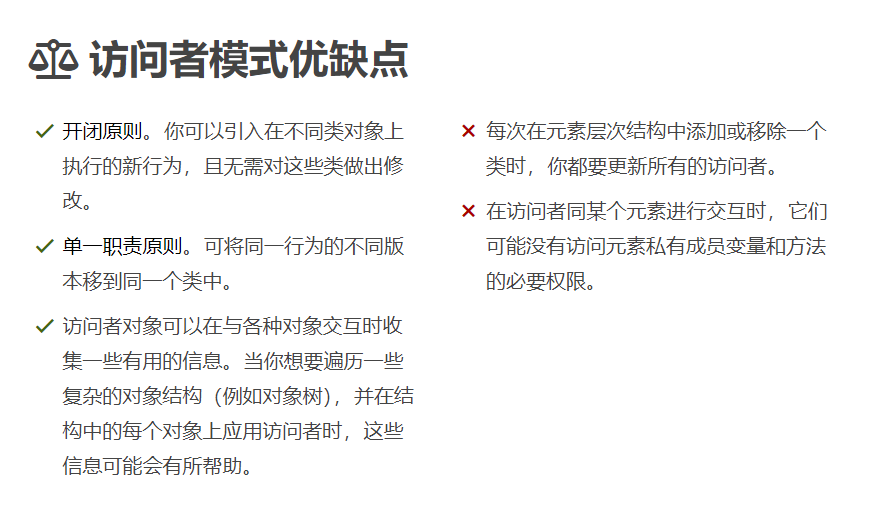 访问者模式优缺点
开闭原则。你可以引入在不同类对象上
执行的新行为，且无需对这些类做出修
改。
单一职责原则。可将同一行为的不同版
本移到同一个类中。
访问者对象可以在与各种对象交互时收
集一些有用的信息。当你想要遍历一些
复杂的对象结构（例如对象树），并在结
构中的每个对象上应用访问者时，这些
信息可能会有所帮助。
每次在元素层次结构中添加或移除一个
类时，你都要更新所有的访问者。
在访问者同某个元素进行交互时，它们
可能没有访问元素私有成员变量和方法
的必要权限。